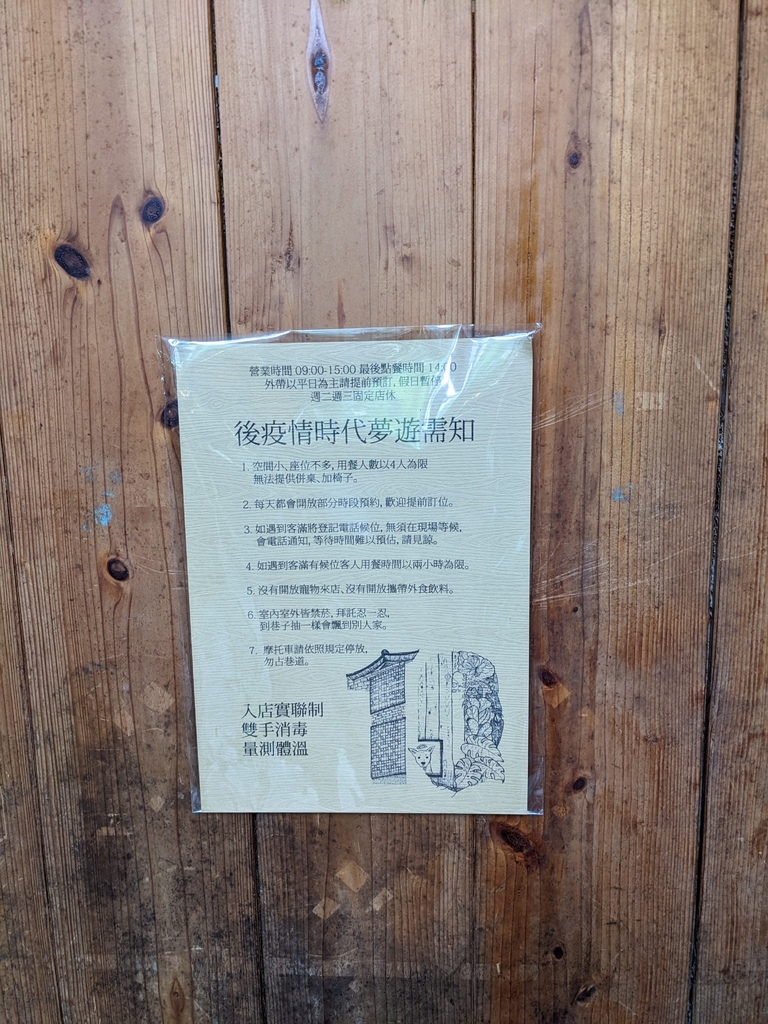 營業時間 09:00-15:00 最後點餐時間 14:00
外帶以平日為主請提前預訂, 假日暫停
週二週三固定店休
後疫情時代夢遊需知
1. 空間小、座位不多, 用餐人數以4人為限
無法提供併桌、加椅子。
2. 每天都會開放部分時段預約, 歡迎提前訂位。
3. 如遇到客滿將登記電話候位, 無須在現場等候,
會電話通知, 等待時間難以預估, 請見諒。
4. 如遇到客滿有候位客人用餐時間以兩小時為限。
5. 沒有開放寵物來店、沒有開放攜帶外食飲料。
6. 室內室外皆禁菸, 拜託忍一忍,
到巷子抽一樣會飄到別人家。
7. 摩托車請依照規定停放,
勿占巷道。
入店實聯制
雙手消毒
量測體溫